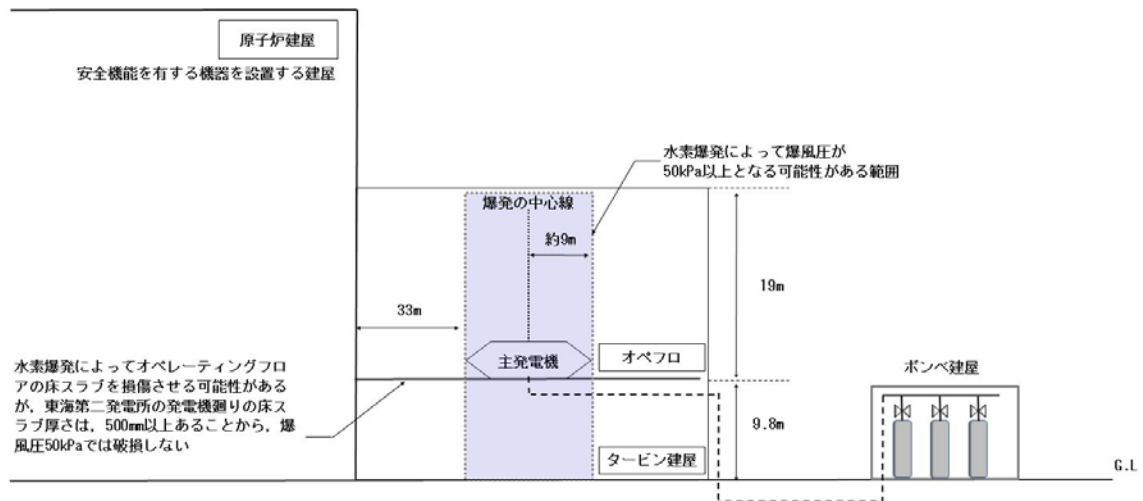 原子炉建屋
安全機能を有する機器を設置する建屋
水素爆発によって爆風圧が
50kPa以上となる可能性がある範囲
爆発の中心線
約9m
19m
33m
主発電機
オペフロ
水素爆発によってオペレーティングフロ
アの床スラブを損傷させる可能性がある
が，東海第二発電所の発電機廻りの床ス
ラブ厚さは，500mm以上あることから，爆
風圧50kPaでは破損しない
ボンベ建屋
9.8m
タービン建屋
G.L